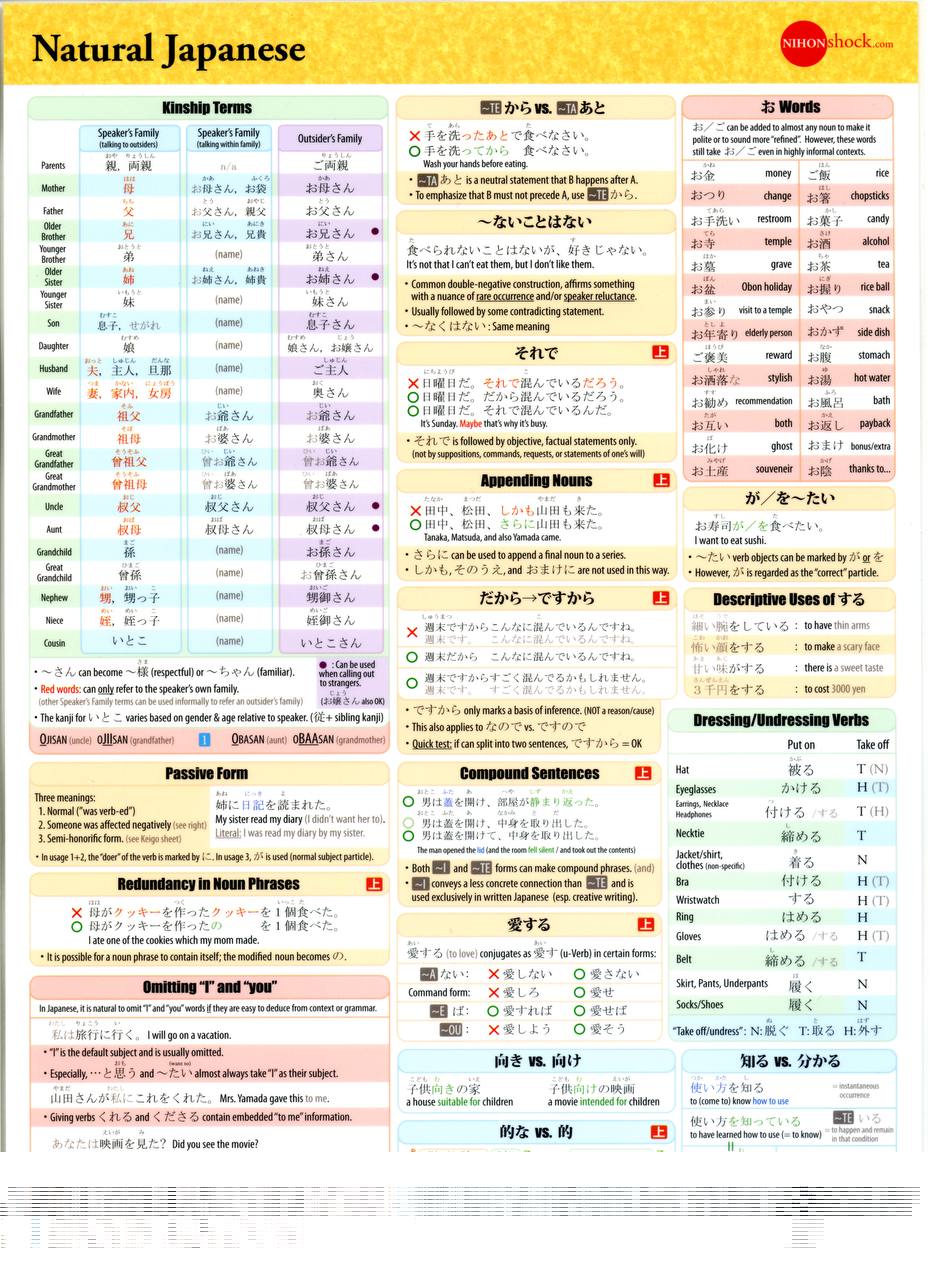 Natural Japanese
NIHONshock.com
Kinship Terms
Speaker's Family (talking to outsiders)
Speaker's Family (talking within family)
Outsider's Family
Parents 親, 両親 n/a ご両親
Mother 母 お母さん, お袋 お母さん
Father 父 お父さん, 親父 お父さん
Older Brother 兄 お兄さん, 兄貴 お兄さん
Younger Brother 弟 (name) 弟さん
Older Sister 姉 お姉さん, 姉貴 お姉さん
Younger Sister 妹 (name) 妹さん
Son 息子, せがれ (name) 息子さん
Daughter 娘 (name) 娘さん, お嬢さん
Husband 夫, 主人, 旦那 ご主人
Wife 妻, 家内, 女房 奥さん
Grandfather 祖父 お爺さん お爺さん
Grandmother 祖母 お婆さん お婆さん
Great Grandfather 曾祖父 曾お爺さん 曾お爺さん
Great Grandmother 曾祖母 曾お婆さん 曾お婆さん
Uncle 叔父 叔父さん 叔父さん
Aunt 叔母 叔母さん 叔母さん
Grandchild 孫 (name) お孫さん
Great Grandchild 曾孫 (name) お曾孫さん
Nephew 甥, 甥っ子 (name) 甥御さん
Niece 姪, 姪っ子 (name) 姪御さん
Cousin いとこ (name) いとこさん
• 〜さん can become 〜様 (respectful) or 〜ちゃん (familiar).
• Red words: can only refer to the speaker's own family.
(other Speaker's Family terms can be used informally to refer an outsider's family)
• The kanji for いとこ varies based on gender & age relative to speaker. (従+ sibling kanji)
● : Can be used when calling out to strangers.
(お嬢さん also OK)
OJISAN (uncle) OJIISAN (grandfather) 1 OBASAN (aunt) OBAASAN (grandmother)
Passive Form
Three meanings:
1. Normal ("was verb-ed")
2. Someone was affected negatively (see right)
3. Semi-honorific form. (see Keigo sheet)
姉に日記を読まれた。
My sister read my diary (I didn't want her to).
Literal: I was read my diary by my sister.
• In usage 1+2, the "doer" of the verb is marked by に. In usage 3, が is used (normal subject particle).
Redundancy in Noun Phrases 上
✕ 母がクッキーを作ったクッキーを1個食べた。
○ 母がクッキーを作ったの を1個食べた。
I ate one of the cookies which my mom made.
• It is possible for a noun phrase to contain itself; the modified noun becomes の.
Omitting "I" and "you"
In Japanese, it is natural to omit "I" and "you" words if they are easy to deduce from context or grammar.
私は旅行に行く。 I will go on a vacation.
• "I" is the default subject and is usually omitted.
• Especially, …と思う and 〜たい (want to) almost always take "I" as their subject.
山田さんが私にこれをくれた。 Mrs. Yamada gave this to me.
• Giving verbs くれる and くださる contain embedded "to me" information.
あなたは映画を見た? Did you see the movie?
~TE から vs. ~TA あと
✕ 手を洗ったあとで食べなさい。
○ 手を洗ってから 食べなさい。
Wash your hands before eating.
• ~TA あと is a neutral statement that B happens after A.
• To emphasize that B must not precede A, use ~TE から.
〜ないことはない
食べられないことはないが、好きじゃない。
It's not that I can't eat them, but I don't like them.
• Common double-negative construction, affirms something with a nuance of rare occurrence and/or speaker reluctance.
• Usually followed by some contradicting statement.
• 〜なくはない : Same meaning
それで 上
✕ 日曜日だ。それで混んでいるだろう。
○ 日曜日だ。だから混んでいるだろう。
○ 日曜日だ。それで混んでいるんだ。
It's Sunday. Maybe that's why it's busy.
• それで is followed by objective, factual statements only.
(not by suppositions, commands, requests, or statements of one's will)
Appending Nouns 上
✕ 田中、松田、しかも山田も来た。
○ 田中、松田、さらに山田も来た。
Tanaka, Matsuda, and also Yamada came.
• さらに can be used to append a final noun to a series.
• しかも, そのうえ, and おまけに are not used in this way.
だから→ですから 上
✕ 週末ですからこんなに混んでいるんですね。
週末です。 こんなに混んでいるんですね。
○ 週末だから こんなに混んでいるんですね。
○ 週末ですから すごく混んでるかもしれません。
週末です。 すごく混んでるかもしれません。
• ですから only marks a basis of inference. (NOT a reason/cause)
• This also applies to なので vs. ですので
• Quick test: if can split into two sentences, ですから = OK
Compound Sentences 上
○ 男は蓋を開け、部屋が静まり返った。
○ 男は蓋を開け、中身を取り出した。
○ 男は蓋を開けて、中身を取り出した。
The man opened the lid (and the room fell silent / and took out the contents)
• Both ~I and ~TE forms can make compound phrases. (and)
• ~I conveys a less concrete connection than ~TE and is used exclusively in written Japanese (esp. creative writing).
愛する 上
愛する (to love) conjugates as 愛す (u-Verb) in certain forms:
~A ない: ✕ 愛しない ○ 愛さない
Command form: ✕ 愛しろ ○ 愛せ
~E ば: ○ 愛すれば ○ 愛せば
~OU: ✕ 愛しよう ○ 愛そう
向き vs. 向け
子供向きの家
a house suitable for children
子供向けの映画
a movie intended for children
的な vs. 的 上
お Words
お/ご can be added to almost any noun to make it polite or to sound more "refined". However, these words still take お/ご even in highly informal contexts.
お金 money ご飯 rice
おつり change お箸 chopsticks
お手洗い restroom お菓子 candy
お寺 temple お酒 alcohol
お墓 grave お茶 tea
お盆 Obon holiday お握り rice ball
お参り visit to a temple おやつ snack
お年寄り elderly person おかず side dish
ご褒美 reward お腹 stomach
お洒落な stylish お湯 hot water
お勧め recommendation お風呂 bath
お互い both お返し payback
お化け ghost おまけ bonus/extra
お土産 souveneir お陰 thanks to...
が/を〜たい
お寿司が/を食べたい。
I want to eat sushi.
• 〜たい verb objects can be marked by が or を
• However, が is regarded as the "correct" particle.
Descriptive Uses of する
細い腕をしている : to have thin arms
怖い顔をする : to make a scary face
甘い味がする : there is a sweet taste
3千円をする : to cost 3000 yen
Dressing/Undressing Verbs
Put on Take off
Hat 被る T (N)
Eyeglasses かける H (T)
Earrings, Necklace Headphones 付ける /する T (H)
Necktie 締める T
Jacket/shirt, clothes (non-specific) 着る N
Bra 付ける H (T)
Wristwatch する H (T)
Ring はめる H
Gloves はめる /する H (T)
Belt 締める /する T
Skirt, Pants, Underpants 履く N
Socks/Shoes 履く N
"Take off/undress": N:脱ぐ T:取る H:外す
知る vs. 分かる
使い方を知る
to (come to) know how to use
= instantaneous occurrence
使い方を知っている
to have learned how to use (= to know)
~TE いる
= to happen and remain in that condition